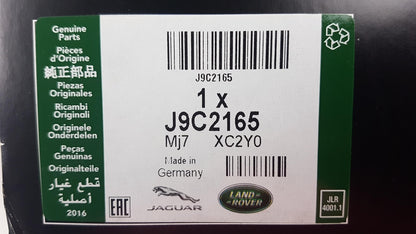 Genuine
Parts
Pièces
d'Origine
純正部品
Piezas
Originales
Ricambi
Originali
Originele
Onderdelen
Peças
Genuinas
Originalteile
قطع غيار
أصلية
2016
J9C2165
1 x
J9C2165
Mj7 XC2Y0
Made in
Germany
EAC
JAGUAR
LAND
ROVER
JLR
4001.1